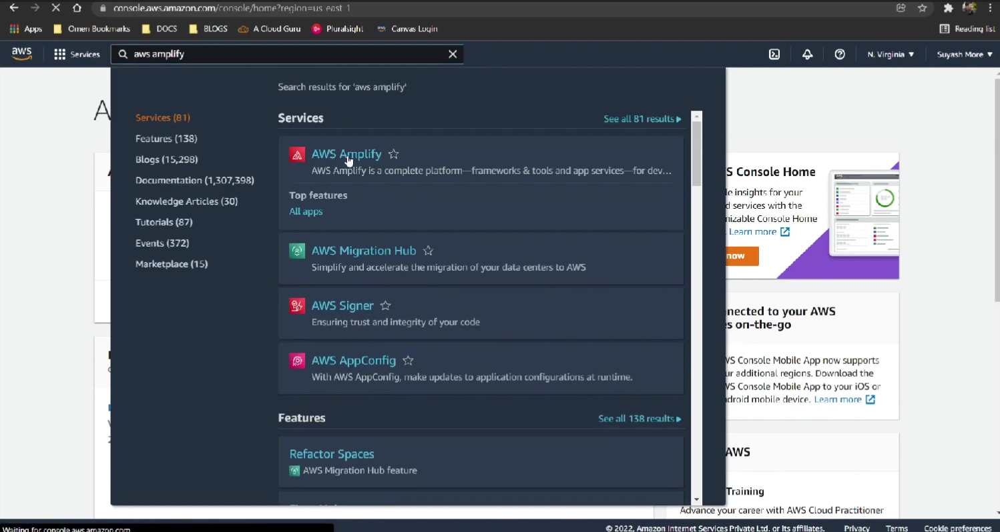 console.aws.amazon.com/console/home?region=us-east-1
Apps Omen Bookmarks DOCS BLOGS A Cloud Guru Pluralsight Canvas Login Reading list
aws Services aws amplify N. Virginia Suyash More
Search results for 'aws amplify'
Services (81)
Features (138)
Blogs (15,298)
Documentation (1,307,398)
Knowledge Articles (30)
Tutorials (87)
Events (372)
Marketplace (15)
Services See all 81 results
AWS Amplify
AWS Amplify is a complete platform—frameworks & tools and app services—for dev...
Top features
All apps
AWS Migration Hub
Simplify and accelerate the migration of your data centers to AWS
AWS Signer
Ensuring trust and integrity of your code
AWS AppConfig
With AWS AppConfig, make updates to application configurations at runtime.
Features See all 138 results
Refactor Spaces
AWS Migration Hub feature
S Console Home
le insights for your
d services with the
nizable Console Home
Learn more
now
nnected to your AWS
es on-the-go
WS Console Mobile App now supports
ur additional regions. Download the
WS Console Mobile App to your iOS or
ndroid mobile device. Learn more
AWS
Training
Advance your career with AWS Cloud Practitioner
Waiting for console.aws.amazon.com
© 2022, Amazon Internet Services Private Ltd. or its affiliates. Privacy Terms Cookie preferences